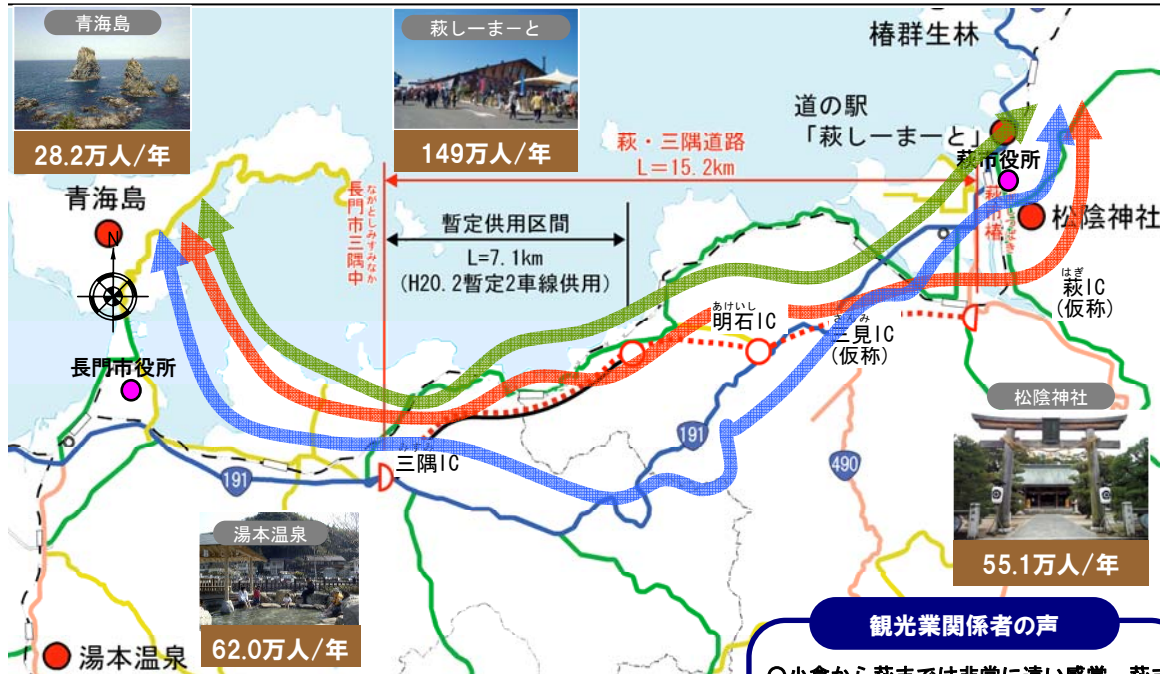 青海島
28.2万人/年
萩しーまーと
149万人/年
椿群生林
道の駅
「萩しーまーと」
萩市役所
松陰神社
萩・三隅道路
L=15.2km
暫定供用区間
L=7.1km
(H20.2暫定2車線供用)
ながとしみすみなか
長門市三隅中
青海島
N
長門市役所
萩市椿
はぎ
萩IC
(仮称)
あけいし
明石IC
さんみ
三見IC
(仮称)
みすみ
三隅IC
191
191
490
松陰神社
55.1万人/年
湯本温泉
62.0万人/年
湯本温泉
観光業関係者の声